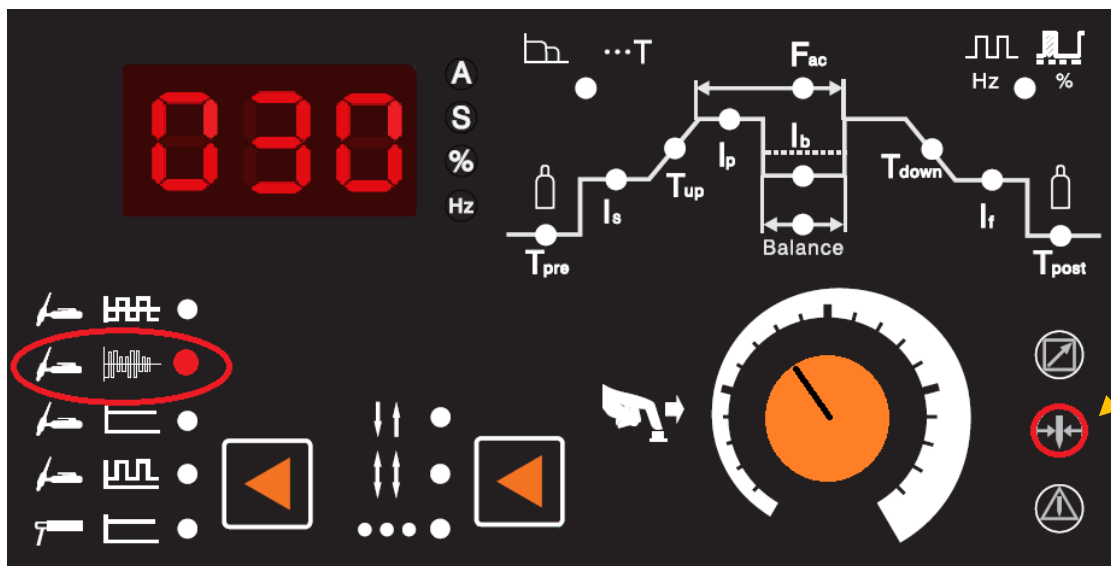 030
A
S
%
Hz
...T
Fac
Hz %
Ip
Ib
Tup
Tdown
Is
If
Balance
Tpre
Tpost